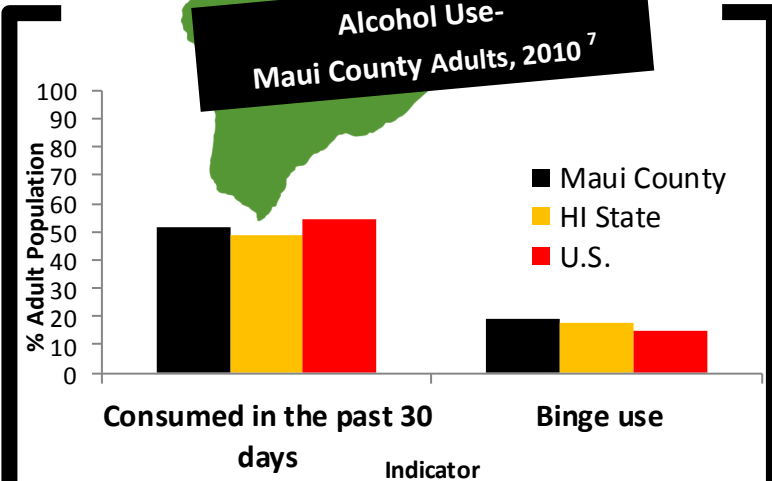 Alcohol Use-
Maui County Adults, 2010 7
100
90
80
70
60
50
40
30
20
10
0
% Adult Population
Maui County
HI State
U.S.
Consumed in the past 30
days
Binge use
Indicator